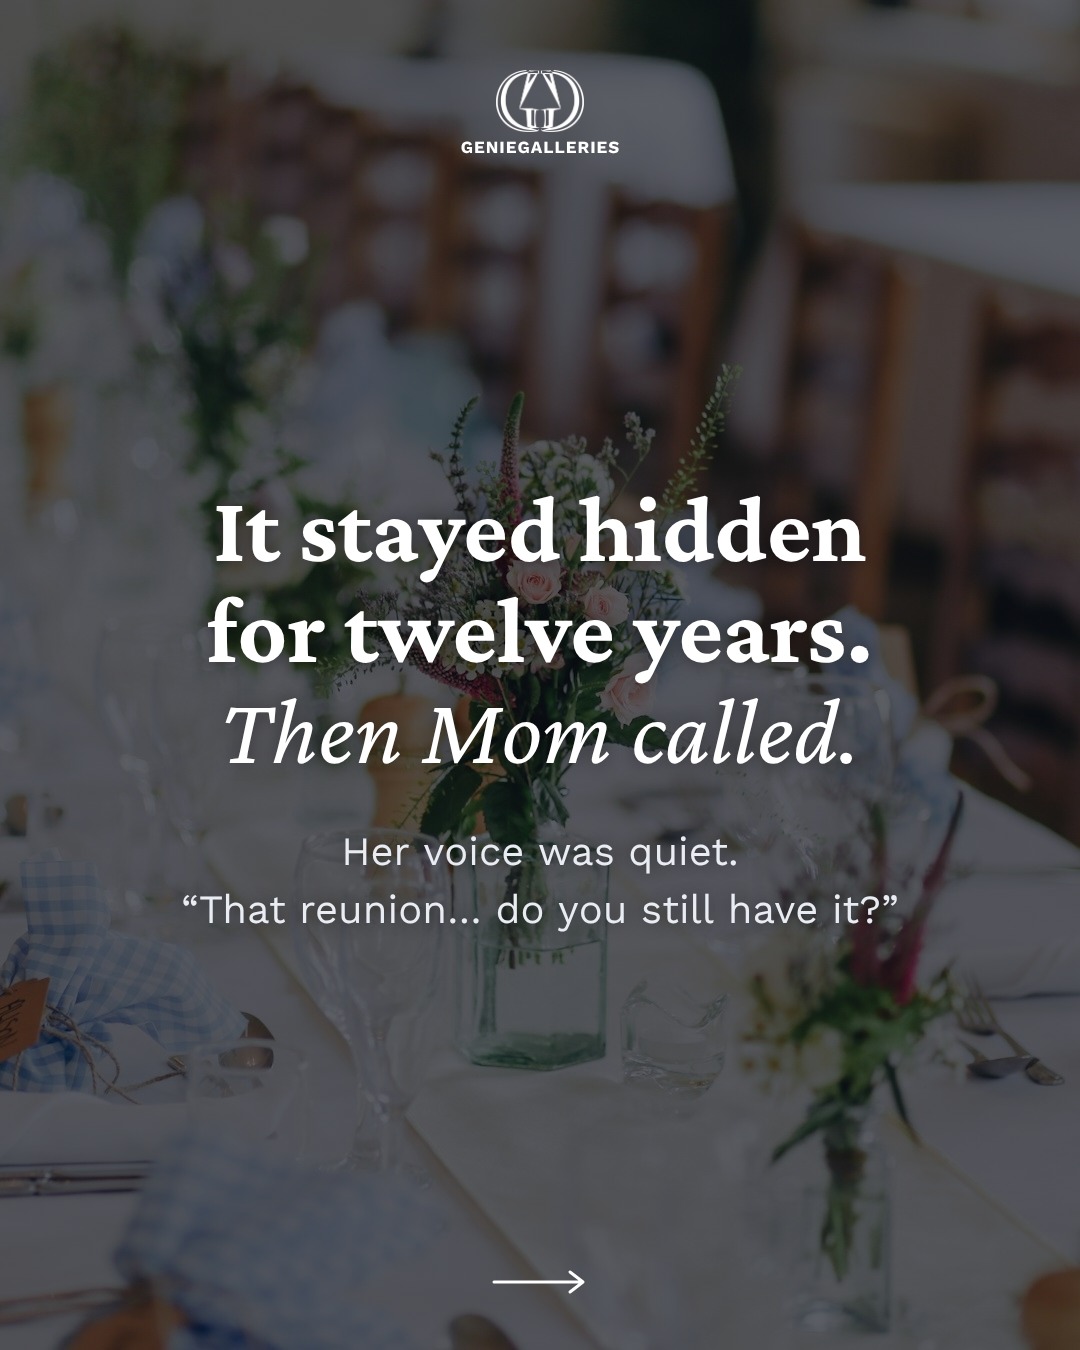 GENIEGALLERIES
It stayed hidden
for twelve years.
Then Mom called.
Her voice was quiet.
“That reunion... do you still have it?”